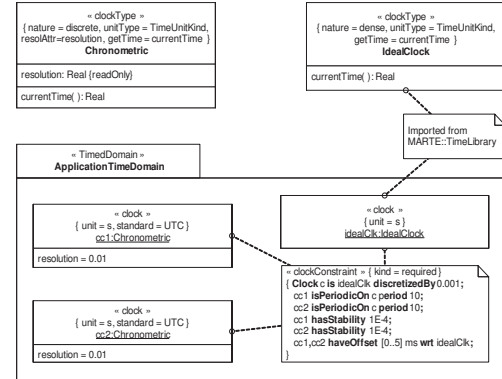 « clockType »
{ nature = discrete, unitType = TimeUnitKind,
resolAttr=resolution, getTime = currentTime }
Chronometric
resolution: Real {readOnly}
currentTime( ): Real
« clockType »
{ nature = dense, unitType = TimeUnitKind,
getTime = currentTime }
IdealClock
currentTime( ): Real
Imported from
MARTE::TimeLibrary
« TimedDomain »
ApplicationTimeDomain
« clock »
{ unit = s, standard = UTC }
cc1:Chronometric
resolution = 0.01
« clock »
{ unit = s }
idealClk:IdealClock
« clock »
{ unit = s, standard = UTC }
cc2:Chronometric
resolution = 0.01
« clockConstraint » { kind = required }
{ Clock c is idealClk discretizedBy 0.001;
cc1 isPeriodicOn c period 10;
cc2 isPeriodicOn c period 10;
cc1 hasStability 1E-4;
cc2 hasStability 1E-4;
cc1,cc2 haveOffset [0..5] ms wrt idealClk;
}